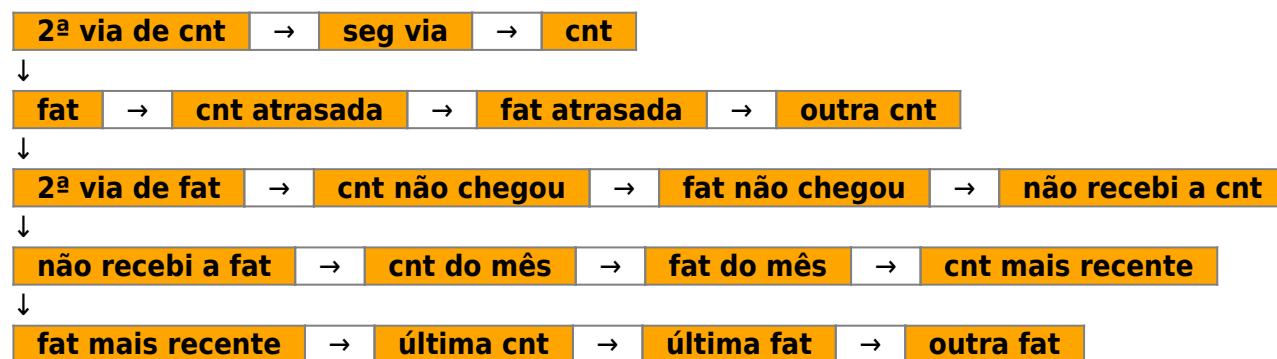 2ª via de cnt → seg via → cnt
↓
fat → cnt atrasada → fat atrasada → outra cnt
↓
2ª via de fat → cnt não chegou → fat não chegou → não recebi a cnt
↓
não recebi a fat → cnt do mês → fat do mês → cnt mais recente
↓
fat mais recente → última cnt → última fat → outra fat